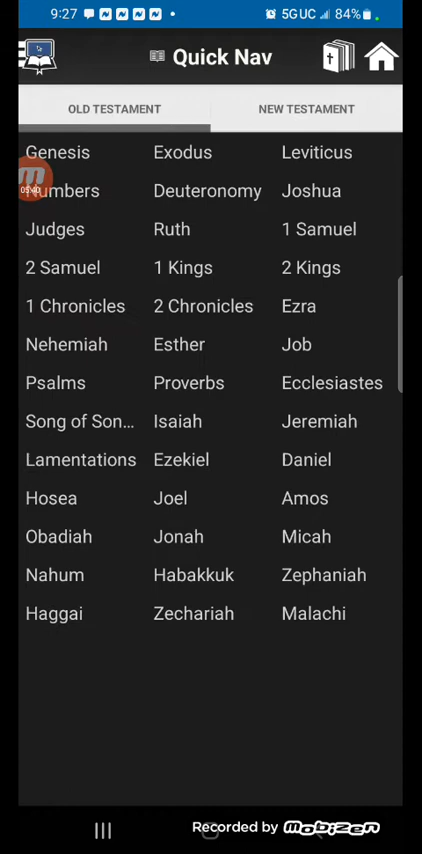 9:27 5GUC 84%
Quick Nav
OLD TESTAMENT NEW TESTAMENT
Genesis Exodus Leviticus
Numbers Deuteronomy Joshua
05:40
Judges Ruth 1 Samuel
2 Samuel 1 Kings 2 Kings
1 Chronicles 2 Chronicles Ezra
Nehemiah Esther Job
Psalms Proverbs Ecclesiastes
Song of Son... Isaiah Jeremiah
Lamentations Ezekiel Daniel
Hosea Joel Amos
Obadiah Jonah Micah
Nahum Habakkuk Zephaniah
Haggai Zechariah Malachi
Recorded by MOBIZEN